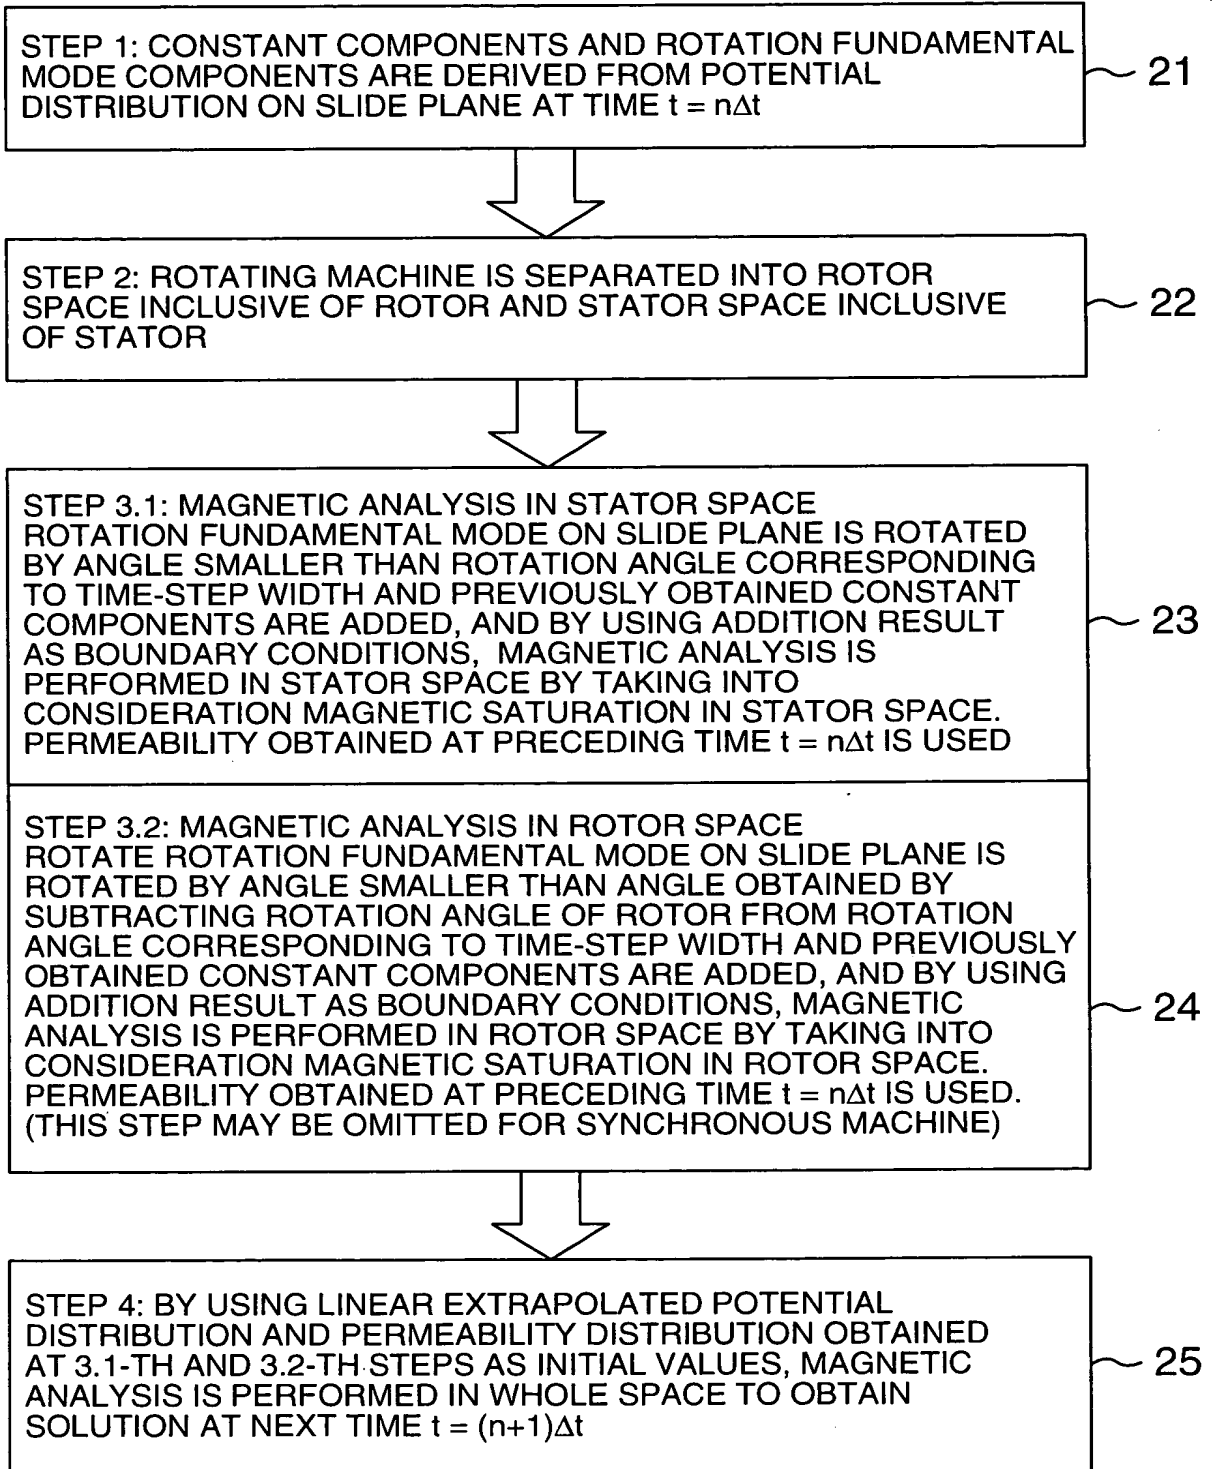 STEP 1: CONSTANT COMPONENTS AND ROTATION FUNDAMENTAL
MODE COMPONENTS ARE DERIVED FROM POTENTIAL
DISTRIBUTION ON SLIDE PLANE AT TIME t = nΔt
21
STEP 2: ROTATING MACHINE IS SEPARATED INTO ROTOR
SPACE INCLUSIVE OF ROTOR AND STATOR SPACE INCLUSIVE
OF STATOR
22
STEP 3.1: MAGNETIC ANALYSIS IN STATOR SPACE
ROTATION FUNDAMENTAL MODE ON SLIDE PLANE IS ROTATED
BY ANGLE SMALLER THAN ROTATION ANGLE CORRESPONDING
TO TIME-STEP WIDTH AND PREVIOUSLY OBTAINED CONSTANT
COMPONENTS ARE ADDED, AND BY USING ADDITION RESULT
AS BOUNDARY CONDITIONS, MAGNETIC ANALYSIS IS
PERFORMED IN STATOR SPACE BY TAKING INTO
CONSIDERATION MAGNETIC SATURATION IN STATOR SPACE.
PERMEABILITY OBTAINED AT PRECEDING TIME t = nΔt IS USED
23
STEP 3.2: MAGNETIC ANALYSIS IN ROTOR SPACE
ROTATE ROTATION FUNDAMENTAL MODE ON SLIDE PLANE IS
ROTATED BY ANGLE SMALLER THAN ANGLE OBTAINED BY
SUBTRACTING ROTATION ANGLE OF ROTOR FROM ROTATION
ANGLE CORRESPONDING TO TIME-STEP WIDTH AND PREVIOUSLY
OBTAINED CONSTANT COMPONENTS ARE ADDED, AND BY USING
ADDITION RESULT AS BOUNDARY CONDITIONS, MAGNETIC
ANALYSIS IS PERFORMED IN ROTOR SPACE BY TAKING INTO
CONSIDERATION MAGNETIC SATURATION IN ROTOR SPACE.
PERMEABILITY OBTAINED AT PRECEDING TIME t = nΔt IS USED.
(THIS STEP MAY BE OMITTED FOR SYNCHRONOUS MACHINE)
24
STEP 4: BY USING LINEAR EXTRAPOLATED POTENTIAL
DISTRIBUTION AND PERMEABILITY DISTRIBUTION OBTAINED
AT 3.1-TH AND 3.2-TH STEPS AS INITIAL VALUES, MAGNETIC
ANALYSIS IS PERFORMED IN WHOLE SPACE TO OBTAIN
SOLUTION AT NEXT TIME t = (n+1)Δt
25